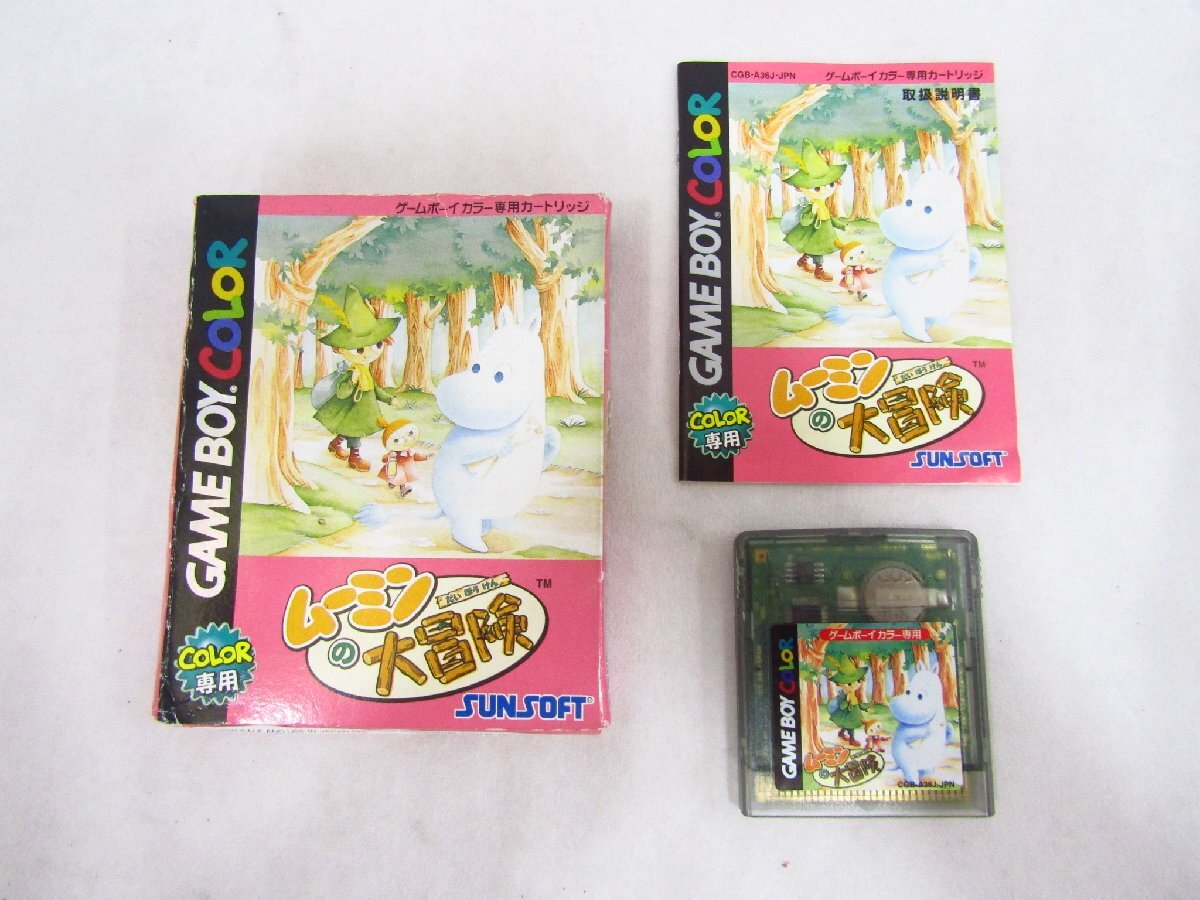 ゲームボーイカラー専用カートリッジ
GAME BOY® COLOR
COLOR
専用
ムーミン
の
だいぼうけん
大冒険
TM
SUNSOFT®
CGB-A36J-JPN
ゲームボーイカラー専用カートリッジ
取扱説明書
GAME BOY® COLOR
COLOR
専用
ムーミン
の
だいぼうけん
大冒険
TM
SUNSOFT®
ゲームボーイカラー専用
GAME BOY COLOR
ムーミン
の
大冒険
CGB-A36J-JPN